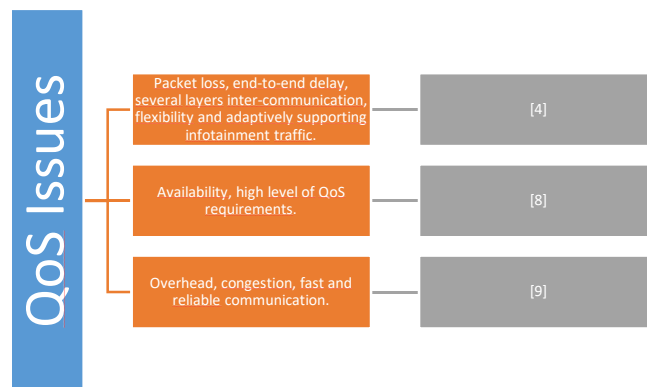 QoS Issues
Packet loss, end-to-end delay,
several layers inter-communication,
flexibility and adaptively supporting
infotainment traffic.
[4]
Availability, high level of QoS
requirements.
[8]
Overhead, congestion, fast and
reliable communication.
[9]